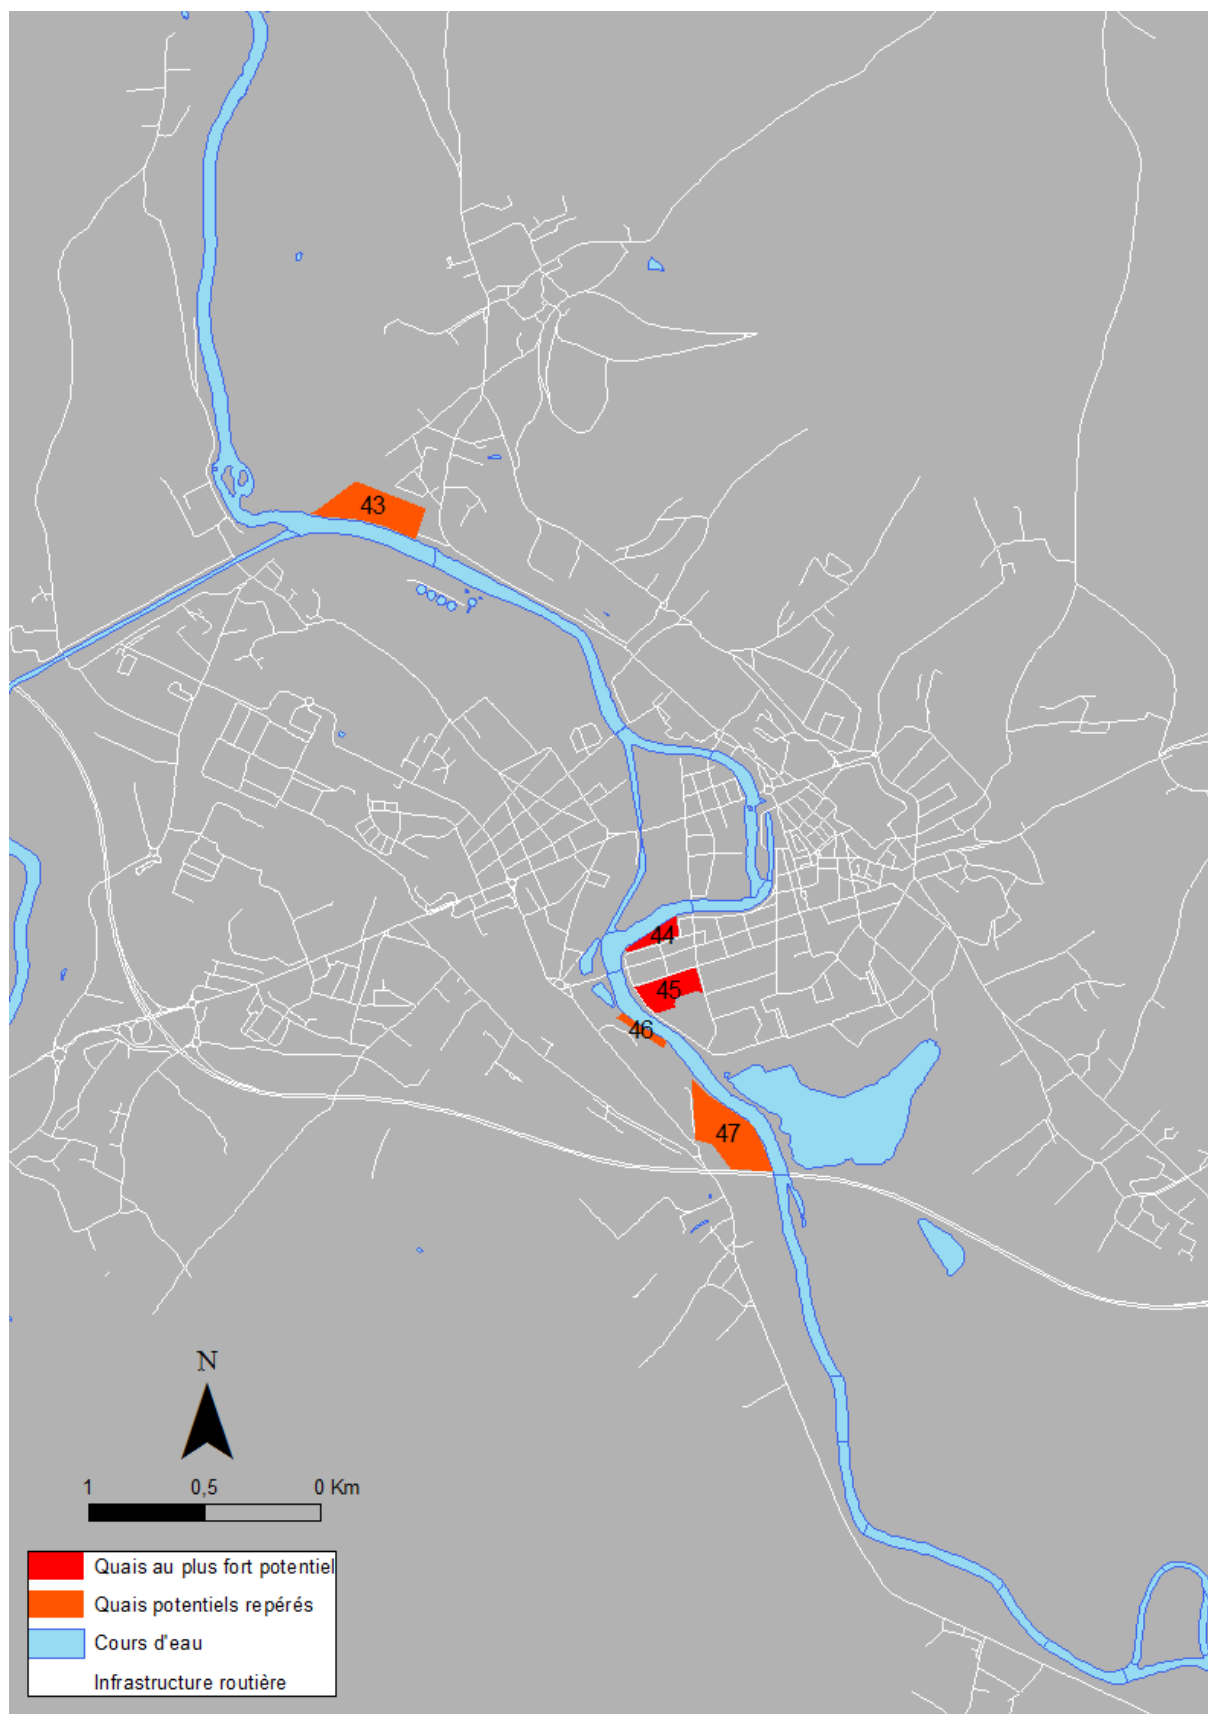 43
44
45
46
47
N
1 0,5 0 Km
Quais au plus fort potentiel
Quais potentiels repérés
Cours d'eau
Infrastructure routière